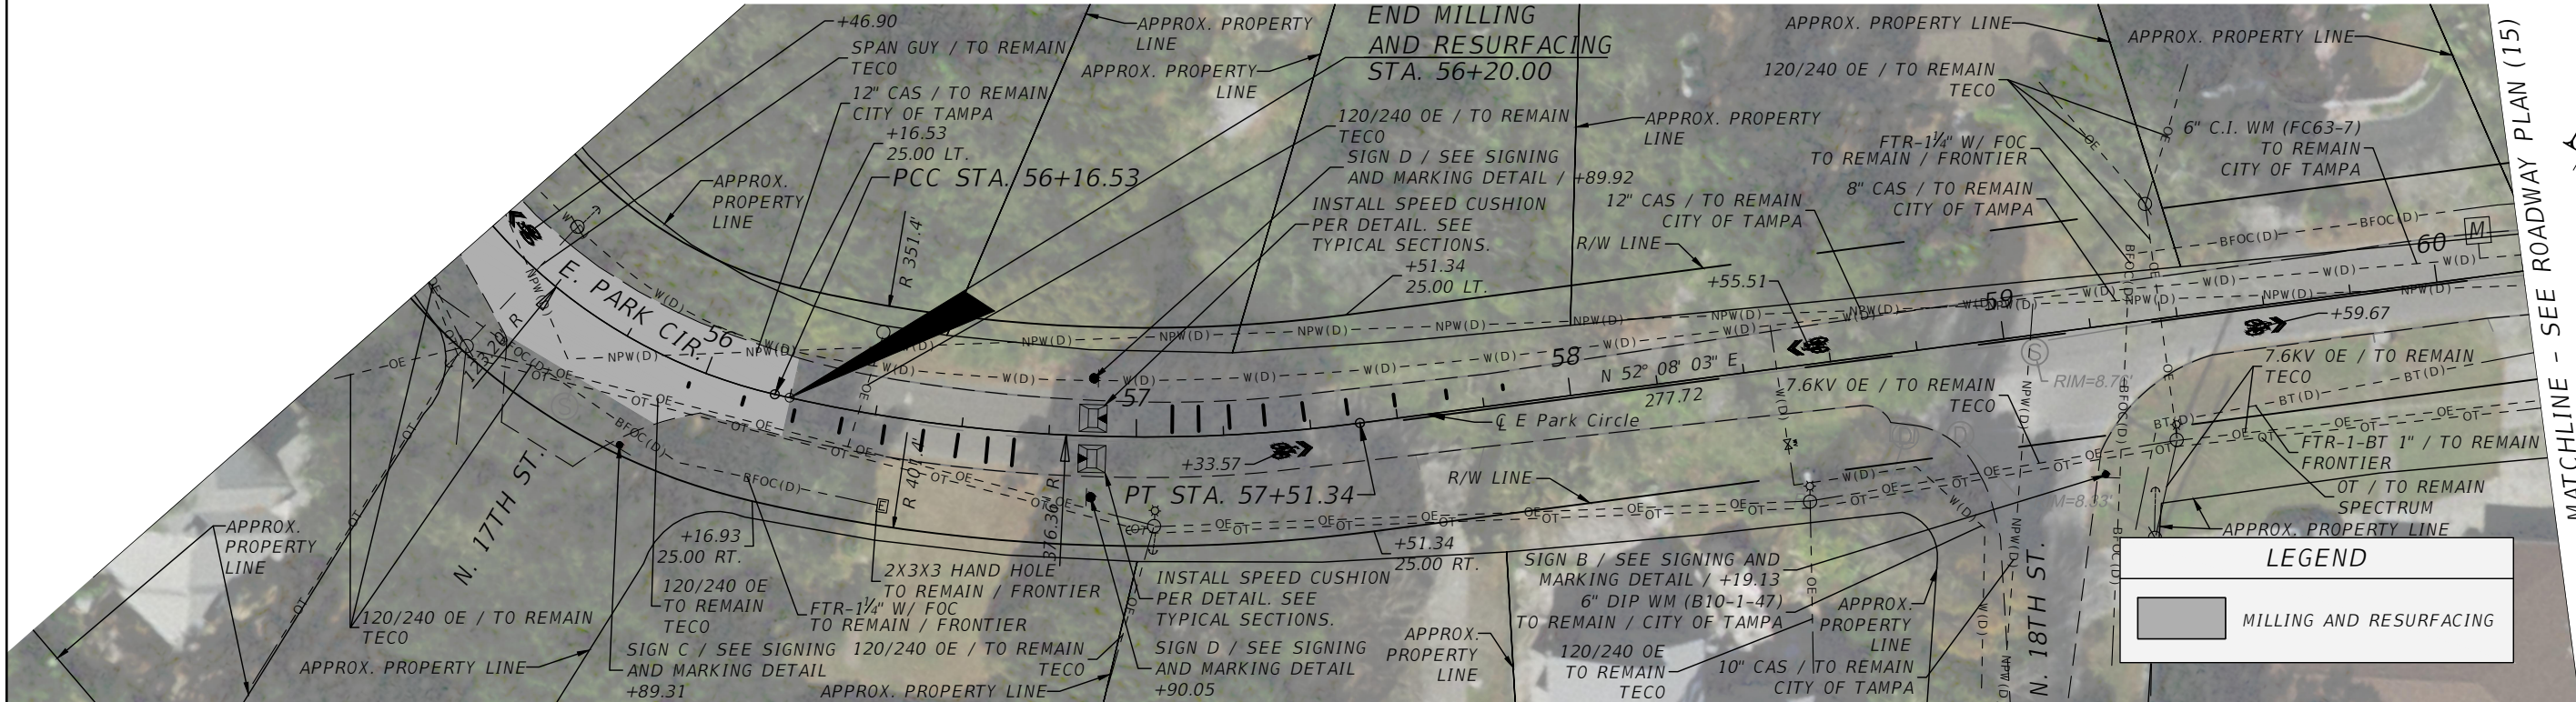 +46.90
SPAN GUY / TO REMAIN
TECO
12" CAS / TO REMAIN
CITY OF TAMPA
+16.53
25.00 LT.
PCC STA. 56+16.53
APPROX.
PROPERTY
LINE
R 351.4'
APPROX. PROPERTY
LINE
APPROX. PROPERTY
LINE
END MILLING
AND RESURFACING
STA. 56+20.00
120/240 OE / TO REMAIN
TECO
SIGN D / SEE SIGNING
AND MARKING DETAIL / +89.92
INSTALL SPEED CUSHION
PER DETAIL. SEE
TYPICAL SECTIONS.
+51.34
25.00 LT.
R/W LINE
APPROX. PROPERTY
LINE
12" CAS / TO REMAIN
CITY OF TAMPA
+55.51
APPROX. PROPERTY LINE
120/240 OE / TO REMAIN
TECO
FTR-1¼" W/ FOC
TO REMAIN / FRONTIER
8" CAS / TO REMAIN
CITY OF TAMPA
APPROX. PROPERTY LINE
6" C.I. WM (FC63-7)
TO REMAIN
CITY OF TAMPA
MATCHLINE - SEE ROADWAY PLAN (15)
E. PARK CIR.
56
57
58
59
60
M
N 52° 08' 03" E
277.72
℄ E Park Circle
+59.67
7.6KV OE / TO REMAIN
TECO
7.6KV OE / TO REMAIN
TECO
RIM=8.76'
FTR-1-BT 1" / TO REMAIN
FRONTIER
OT / TO REMAIN
SPECTRUM
APPROX. PROPERTY LINE
1123.20' R
R 401.4'
376.36' R
+33.57
PT STA. 57+51.34
R/W LINE
N. 17TH ST.
N. 18TH ST.
E
APPROX.
PROPERTY
LINE
120/240 OE / TO REMAIN
TECO
APPROX. PROPERTY LINE
+16.93
25.00 RT.
120/240 OE
TO REMAIN
TECO
SIGN C / SEE SIGNING
AND MARKING DETAIL
+89.31
2X3X3 HAND HOLE
TO REMAIN / FRONTIER
FTR-1¼" W/ FOC
TO REMAIN / FRONTIER
120/240 OE / TO REMAIN
TECO
APPROX. PROPERTY LINE
INSTALL SPEED CUSHION
PER DETAIL. SEE
TYPICAL SECTIONS.
SIGN D / SEE SIGNING
AND MARKING DETAIL
+90.05
+51.34
25.00 RT.
APPROX.
PROPERTY
LINE
SIGN B / SEE SIGNING AND
MARKING DETAIL / +19.13
6" DIP WM (B10-1-47)
TO REMAIN / CITY OF TAMPA
120/240 OE
TO REMAIN
TECO
APPROX.
PROPERTY
LINE
10" CAS / TO REMAIN
CITY OF TAMPA
LEGEND
MILLING AND RESURFACING